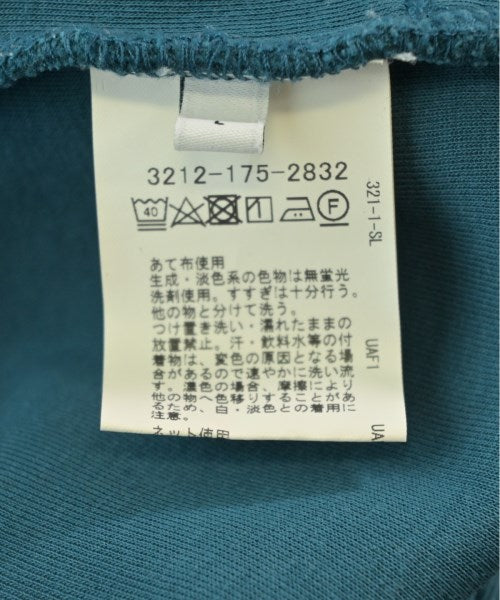 3212-175-2832
40 F
あて布使用
生成・淡色系の色物は無蛍光
洗剤使用。すすぎは十分行う。
他の物と分けて洗う。
つけ置き洗い・濡れたままの
放置禁止。汗・飲料水等の付
着物は、変色の原因となる場
合があるので速やかに洗い流
す。濃色の場合、摩擦により
他の物へ色移りすることがあ
るため、白・淡色との着用に
注意。
ネット使用
321-1-SL
UAF1
UA